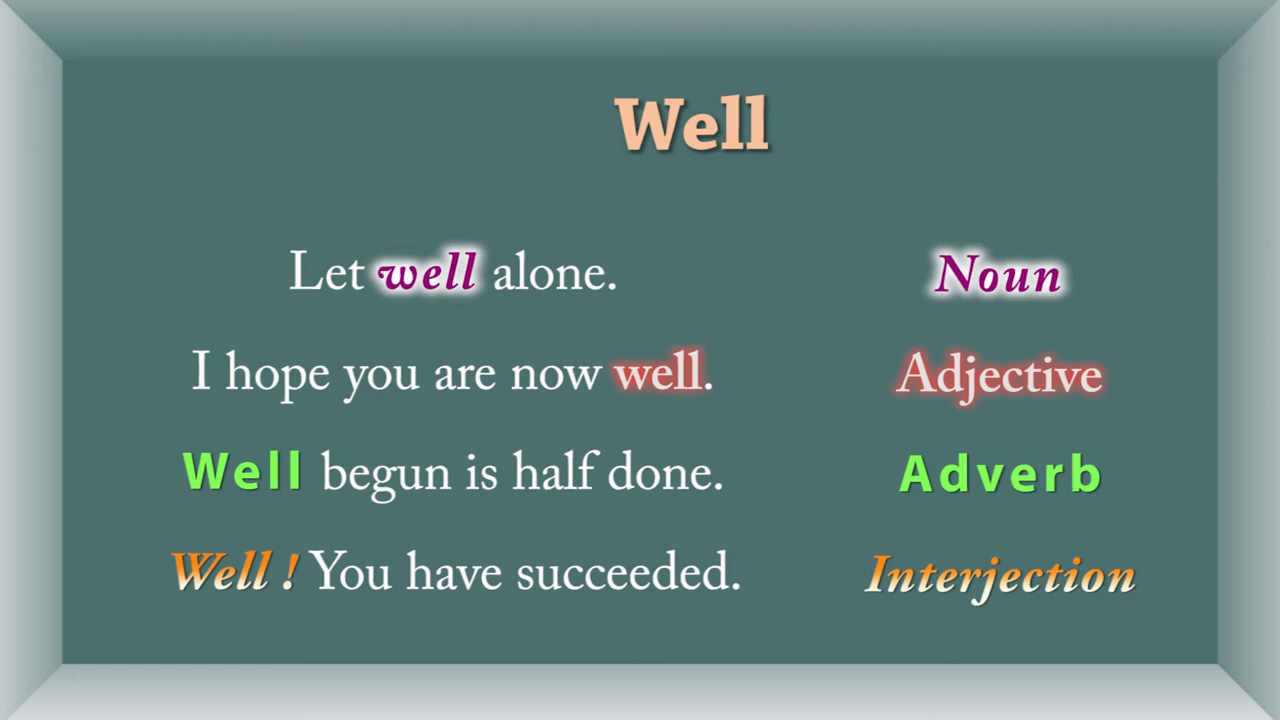 Well
Let well alone. Noun
I hope you are now well. Adjective
Well begun is half done. Adverb
Well ! You have succeeded. Interjection